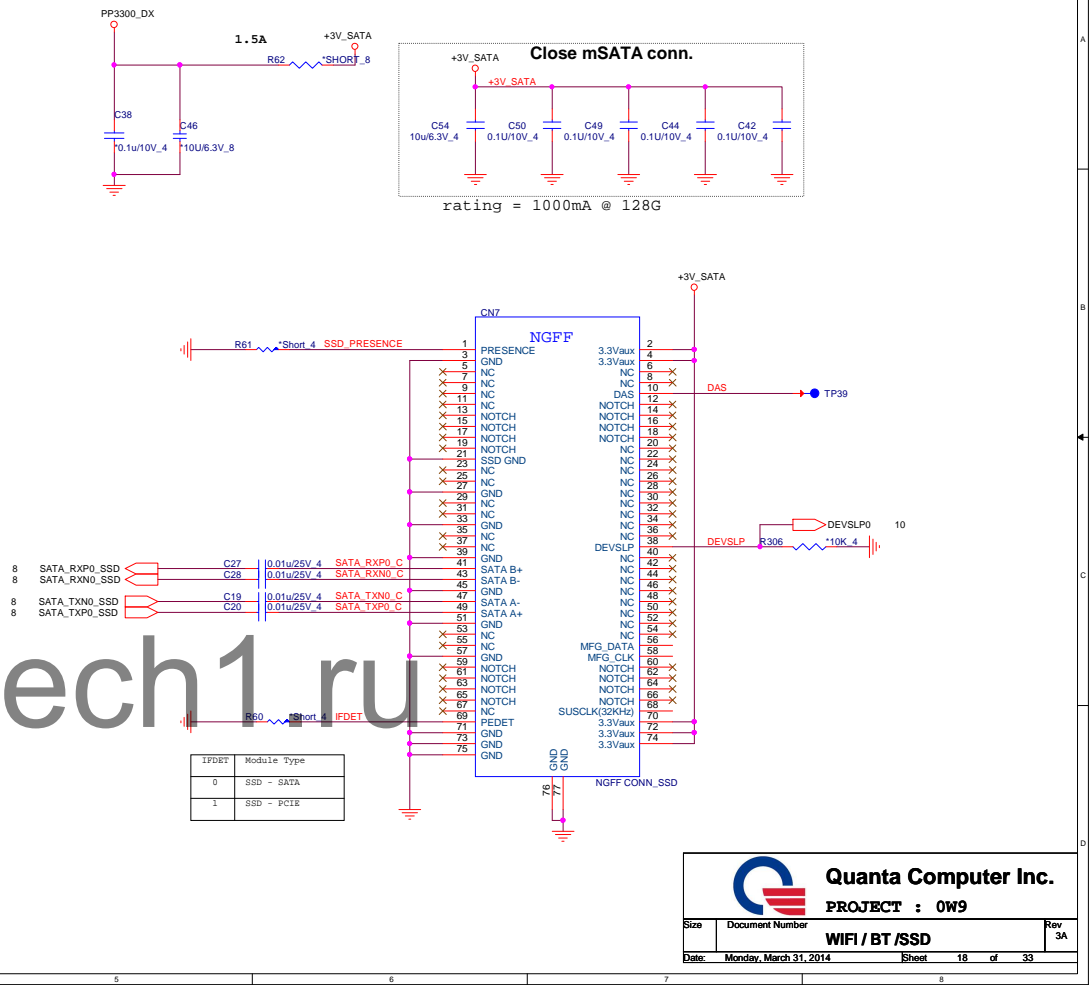 PP3300_DX
1.5A
+3V_SATA
R62
*SHORT_8
C38
*0.1u/10V_4
C46
*10U/6.3V_8
Close mSATA conn.
+3V_SATA
+3V_SATA
C54
10u/6.3V_4
C50
0.1U/10V_4
C49
0.1U/10V_4
C44
0.1U/10V_4
C42
0.1U/10V_4
rating = 1000mA @ 128G
A
B
C
D
+3V_SATA
CN7
NGFF
R61
*Short_4
SSD_PRESENCE
1 PRESENCE
3 GND
5 NC
7 NC
9 NC
11 NC
13 NOTCH
15 NOTCH
17 NOTCH
19 NOTCH
21 SSD GND
23 NC
25 NC
27 GND
29 NC
31 NC
33 GND
35 NC
37 NC
39 GND
41 SATA B+
43 SATA B-
45 GND
47 SATA A-
49 SATA A+
51 GND
53 NC
55 NC
57 GND
59 NOTCH
61 NOTCH
63 NOTCH
65 NOTCH
67 NC
69 PEDET
71 GND
73 GND
75 GND
3.3Vaux 2
3.3Vaux 4
NC 6
NC 8
DAS 10
NOTCH 12
NOTCH 14
NOTCH 16
NOTCH 18
NC 20
NC 22
NC 24
NC 26
NC 28
NC 30
NC 32
NC 34
NC 36
DEVSLP 38
NC 40
NC 42
NC 44
NC 46
NC 48
NC 50
NC 52
NC 54
MFG_DATA 56
MFG_CLK 58
NOTCH 60
NOTCH 62
NOTCH 64
NOTCH 66
SUSCLK(32KHz) 68
3.3Vaux 70
3.3Vaux 72
3.3Vaux 74
GND 76
GND 77
NGFF CONN_SSD
DAS
TP39
DEVSLP
DEVSLP0 10
R306
*10K_4
8 SATA_RXP0_SSD C27 0.01u/25V_4 SATA_RXP0_C
8 SATA_RXN0_SSD C28 0.01u/25V_4 SATA_RXN0_C
8 SATA_TXN0_SSD C19 0.01u/25V_4 SATA_TXN0_C
8 SATA_TXP0_SSD C20 0.01u/25V_4 SATA_TXP0_C
ech1.ru
R60 *Short_4 IFDET
IFDET Module Type
0 SSD - SATA
1 SSD - PCIE
Quanta Computer Inc.
PROJECT : 0W9
Size
Document Number
Rev
WIFI / BT /SSD
3A
Date: Monday, March 31, 2014 Sheet 18 of 33
5 6 7 8